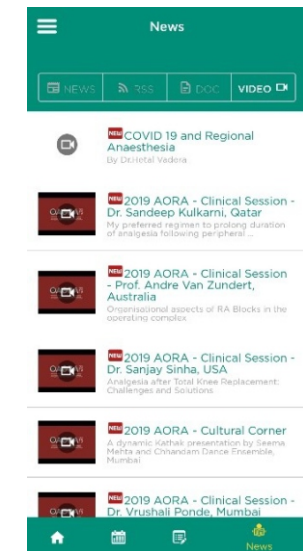 News
NEWS RSS DOC VIDEO
NEW COVID 19 and Regional
Anaesthesia
By Dr.Hetal Vadera
NEW 2019 AORA - Clinical Session -
Dr. Sandeep Kulkarni, Qatar
My preferred regimen to prolong duration
of analgesia following peripheral ...
NEW 2019 AORA - Clinical Session
- Prof. Andre Van Zundert,
Australia
Organisational aspects of RA Blocks in the
operating complex
NEW 2019 AORA - Clinical Session -
Dr. Sanjay Sinha, USA
Analgesia after Total Knee Replacement:
Challenges and Solutions
NEW 2019 AORA - Cultural Corner
A dynamic Kathak presentation by Seema
Mehta and Chhandam Dance Ensemble,
Mumbai
NEW 2019 AORA - Clinical Session -
Dr. Vrushali Ponde, Mumbai
News